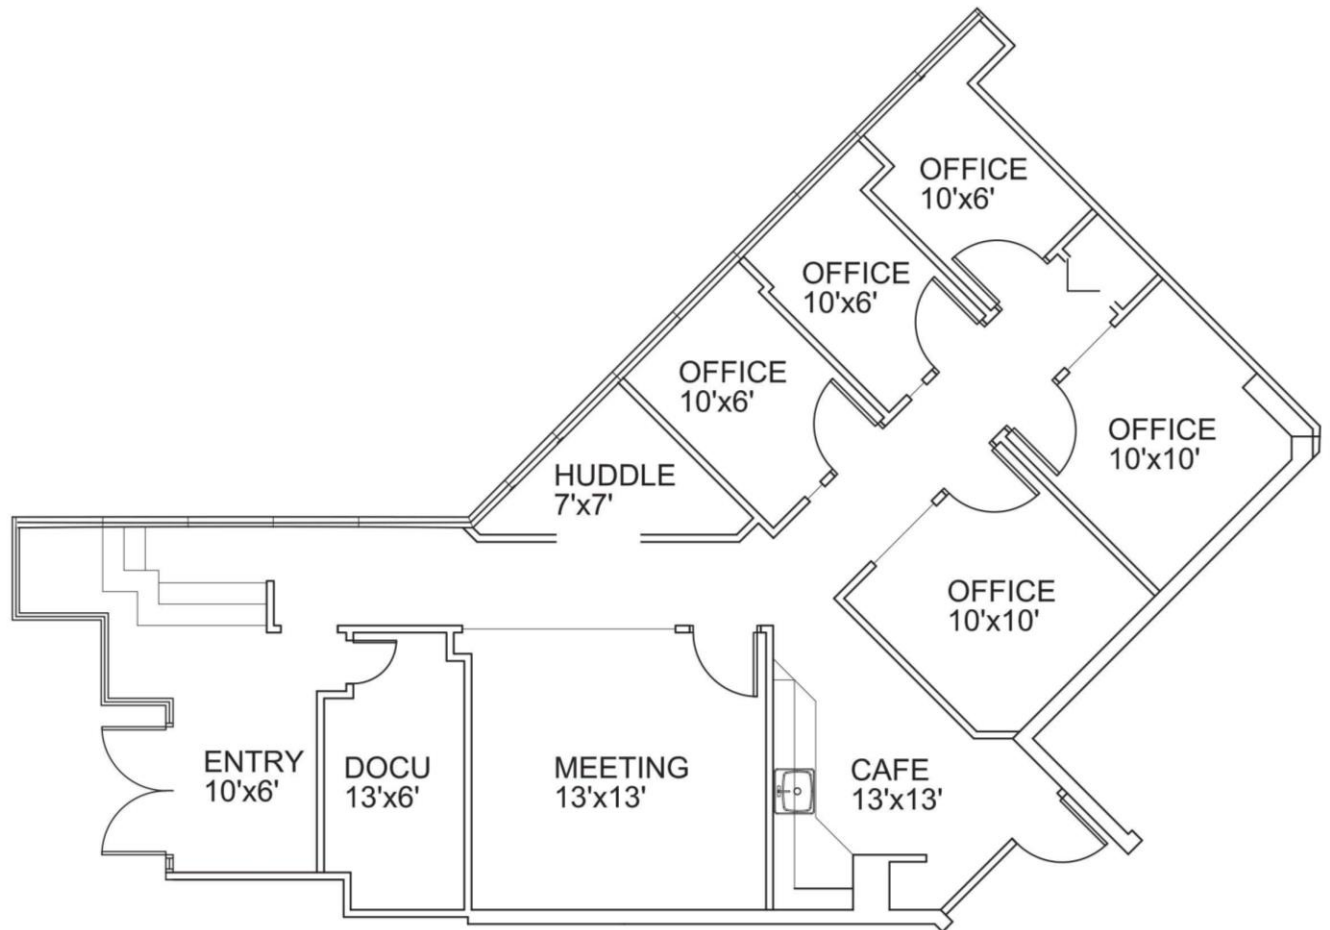 OFFICE
10'x6'
OFFICE
10'x6'
OFFICE
10'x6'
OFFICE
10'x10'
HUDDLE
7'x7'
OFFICE
10'x10'
ENTRY
10'x6'
DOCU
13'x6'
MEETING
13'x13'
CAFE
13'x13'